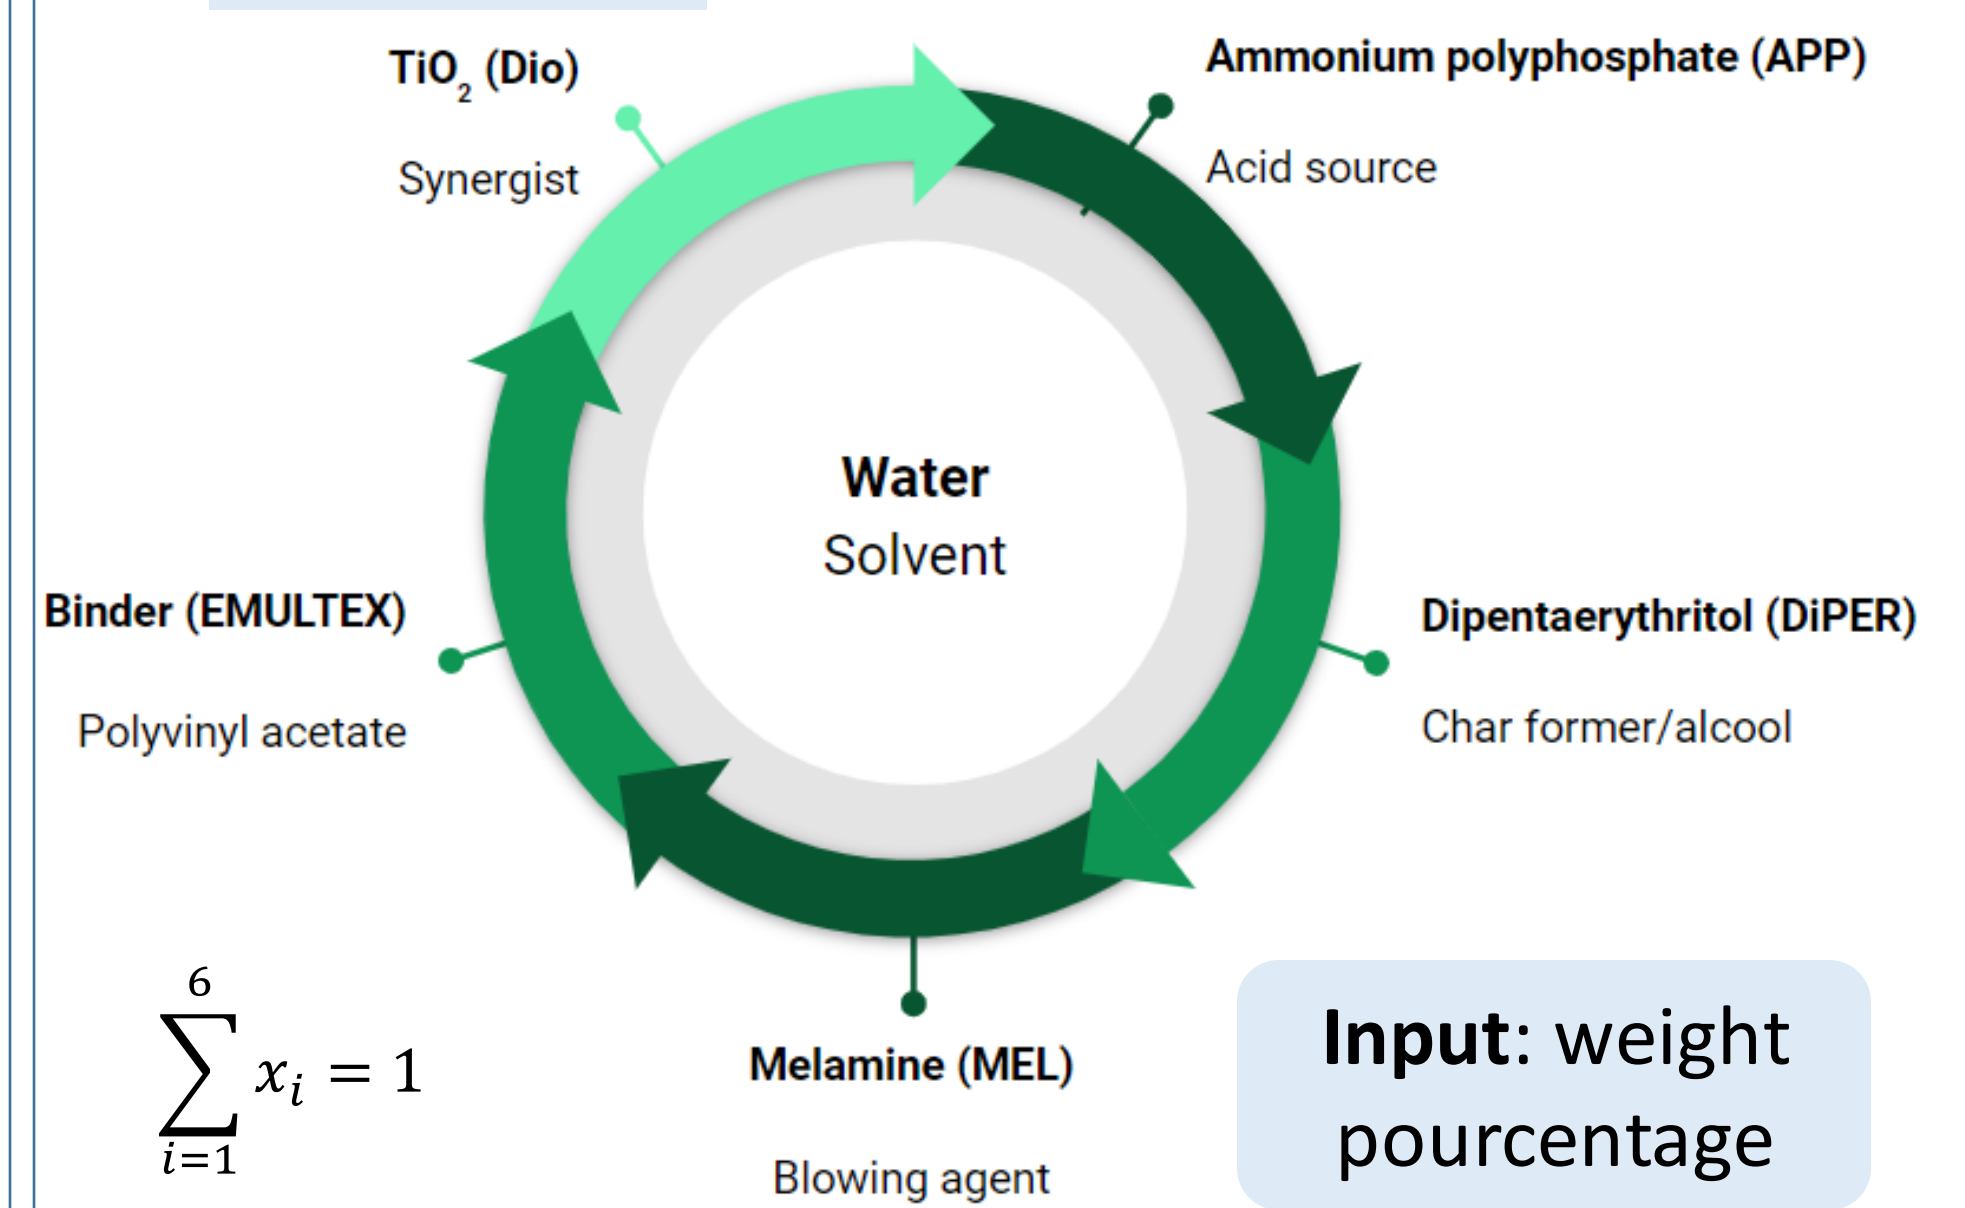 TiO₂ (Dio)
Synergist
Ammonium polyphosphate (APP)
Acid source
Water
Solvent
Binder (EMULTEX)
Polyvinyl acetate
Dipentaerythritol (DiPER)
Char former/alcool
Melamine (MEL)
Blowing agent
6
∑ xᵢ = 1
i=1
Input: weight
pourcentage